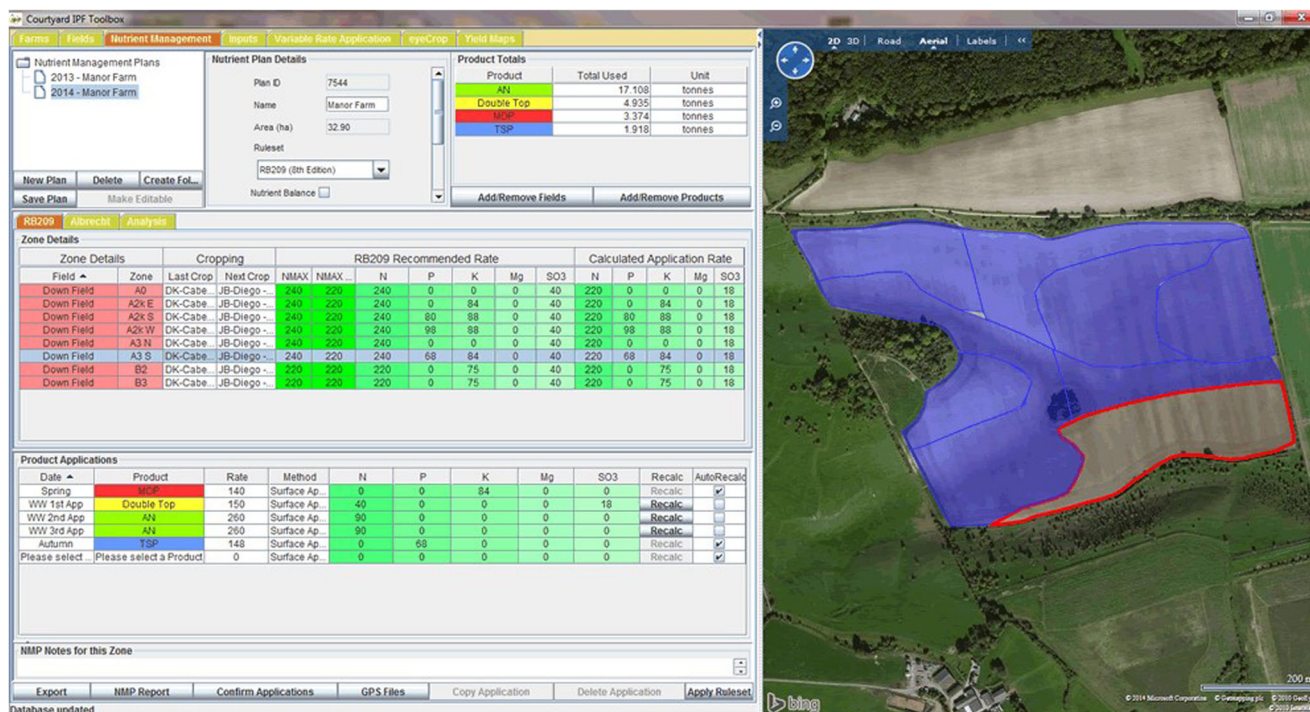 Courtyard IPF Toolbox
Farms Fields Nutrient Management Inputs Variable Rate Application eyeCrop Yield Maps
Nutrient Management Plans
2013 - Manor Farm
2014 - Manor Farm
New Plan Delete Create Fol...
Save Plan Make Editable
Nutrient Plan Details
Plan ID 7544
Name Manor Farm
Area (ha) 32.90
Ruleset
RB209 (8th Edition)
Nutrient Balance
Product Totals
Product Total Used Unit
AN 17.108 tonnes
Double Top 4.935 tonnes
MOP 3.374 tonnes
TSP 1.918 tonnes
Add/Remove Fields Add/Remove Products
RB209 Albrecht Analysis
Zone Details
Zone Details Cropping RB209 Recommended Rate Calculated Application Rate
Field Zone Last Crop Next Crop NMAX NMAX ... N P K Mg SO3 N P K Mg SO3
Down Field A0 DK-Cabe... JB-Diego -... 240 220 240 0 0 0 40 220 0 0 0 18
Down Field A2k E DK-Cabe... JB-Diego -... 240 220 240 0 84 0 40 220 0 84 0 18
Down Field A2k S DK-Cabe... JB-Diego -... 240 220 240 80 88 0 40 220 80 88 0 18
Down Field A2k W DK-Cabe... JB-Diego -... 240 220 240 98 88 0 40 220 98 88 0 18
Down Field A3 N DK-Cabe... JB-Diego -... 240 220 240 0 0 0 40 220 0 0 0 18
Down Field A3 S DK-Cabe... JB-Diego -... 240 220 240 68 84 0 40 220 68 84 0 18
Down Field B2 DK-Cabe... JB-Diego -... 220 220 220 0 75 0 40 220 0 75 0 18
Down Field B3 DK-Cabe... JB-Diego -... 220 220 220 0 75 0 40 220 0 75 0 18
Product Applications
Date Product Rate Method N P K Mg SO3 Recalc AutoRecalc
Spring MOP 140 Surface Ap... 0 0 84 0 0 Recalc
WW 1st App Double Top 150 Surface Ap... 40 0 0 0 18 Recalc
WW 2nd App AN 260 Surface Ap... 90 0 0 0 0 Recalc
WW 3rd App AN 260 Surface Ap... 90 0 0 0 0 Recalc
Autumn TSP 148 Surface Ap... 0 68 0 0 0 Recalc
Please select ... Please select a Product 0 Surface Ap... 0 0 0 0 0 Recalc
NMP Notes for this Zone
Export NMP Report Confirm Applications GPS Files Copy Application Delete Application Apply Ruleset
Database updated
2D 3D Road Aerial Labels «
200 m
bing
© 2014 Microsoft Corporation © Getmapping plc © 2010
© 2010